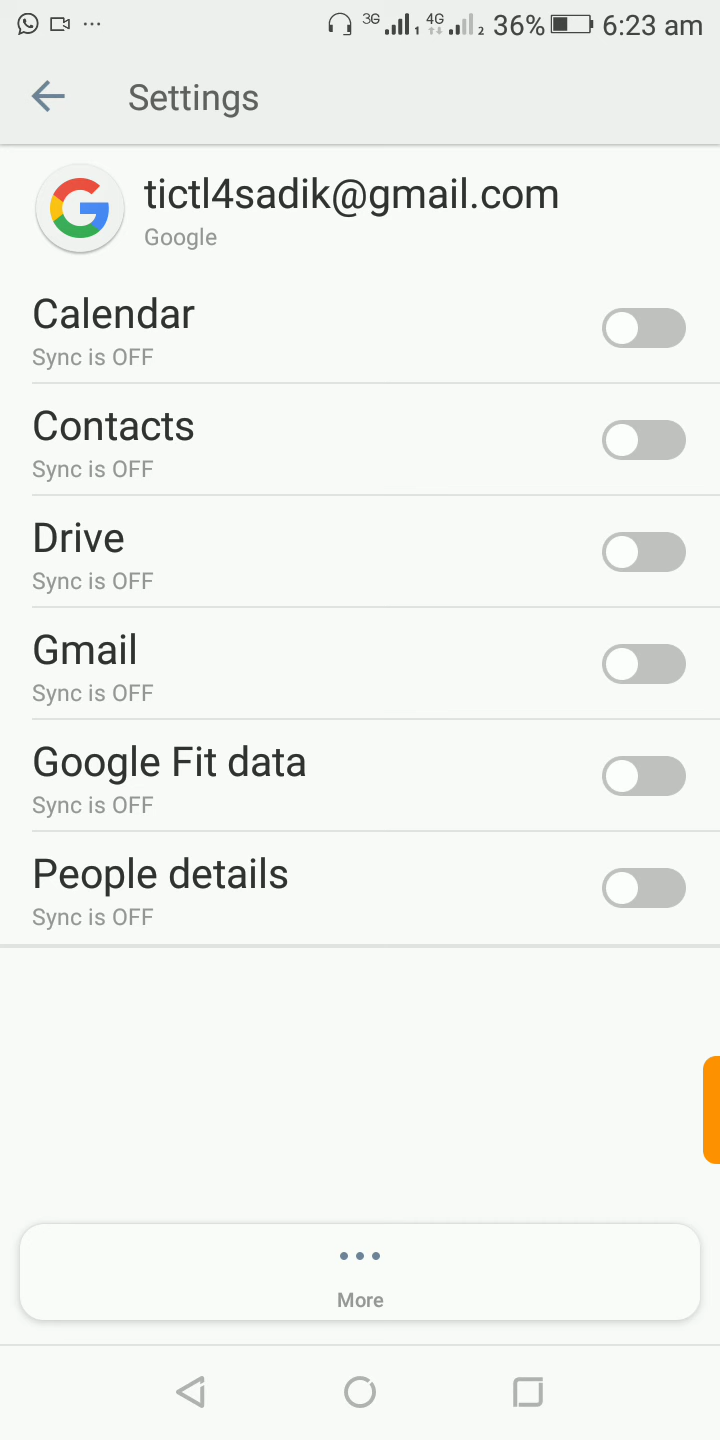 3G 1 4G 2 36% 6:23 am
Settings
tictl4sadik@gmail.com
Google
Calendar
Sync is OFF
Contacts
Sync is OFF
Drive
Sync is OFF
Gmail
Sync is OFF
Google Fit data
Sync is OFF
People details
Sync is OFF
More